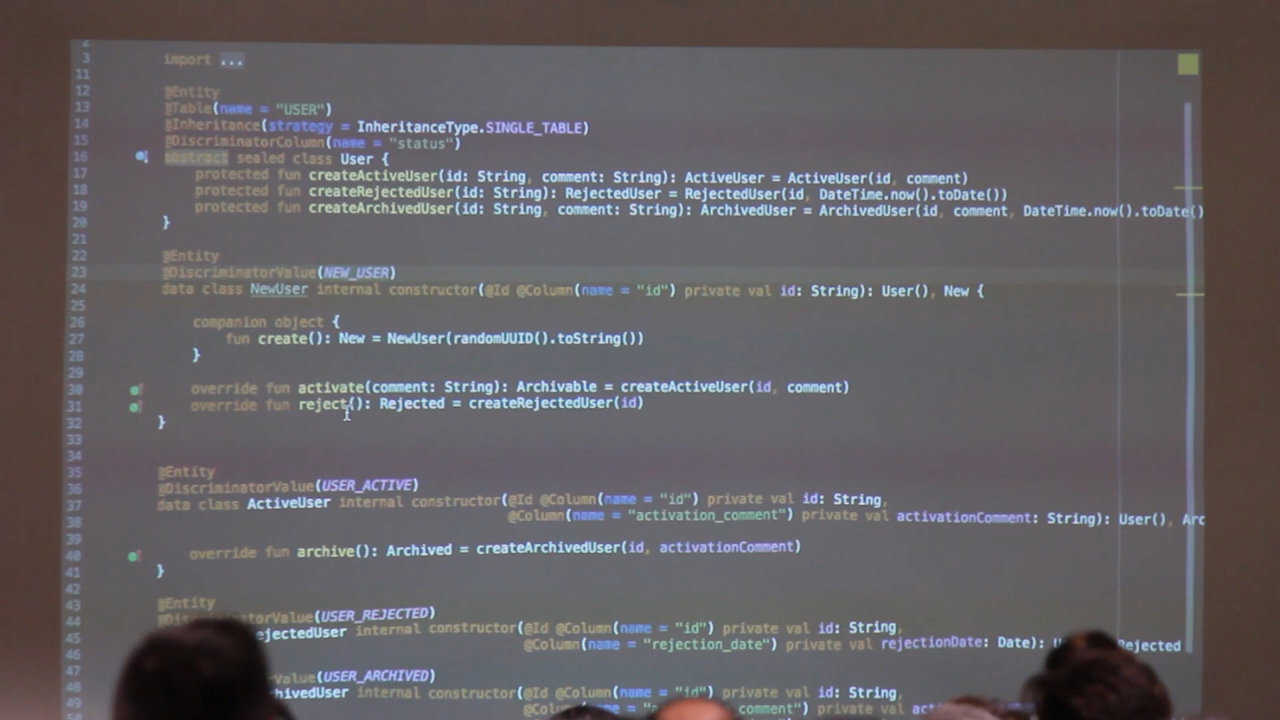 2
3 import ...
11
12 @Entity
13 @Table(name = "USER")
14 @Inheritance(strategy = InheritanceType.SINGLE_TABLE)
15 @DiscriminatorColumn(name = "status")
16 abstract sealed class User {
17 protected fun createActiveUser(id: String, comment: String): ActiveUser = ActiveUser(id, comment)
18 protected fun createRejectedUser(id: String): RejectedUser = RejectedUser(id, DateTime.now().toDate())
19 protected fun createArchivedUser(id: String, comment: String): ArchivedUser = ArchivedUser(id, comment, DateTime.now().toDate()
20 }
21
22 @Entity
23 @DiscriminatorValue(NEW_USER)
24 data class NewUser internal constructor(@Id @Column(name = "id") private val id: String): User(), New {
25
26 companion object {
27 fun create(): New = NewUser(randomUUID().toString())
28 }
29
30 override fun activate(comment: String): Archivable = createActiveUser(id, comment)
31 override fun reject(): Rejected = createRejectedUser(id)
32 }
33
34
35 @Entity
36 @DiscriminatorValue(USER_ACTIVE)
37 data class ActiveUser internal constructor(@Id @Column(name = "id") private val id: String,
38 @Column(name = "activation_comment") private val activationComment: String): User(), Arc
39
40 override fun archive(): Archived = createArchivedUser(id, activationComment)
41 }
42
43 @Entity
44 @DiscriminatorValue(USER_REJECTED)
45 ejectedUser internal constructor(@Id @Column(name = "id") private val id: String,
46 @Column(name = "rejection_date") private val rejectionDate: Date): U Rejected
47
48 rValue(USER_ARCHIVED)
49 hivedUser internal constructor(@Id @Column(name = "id") private val id: String,
comment") private val act